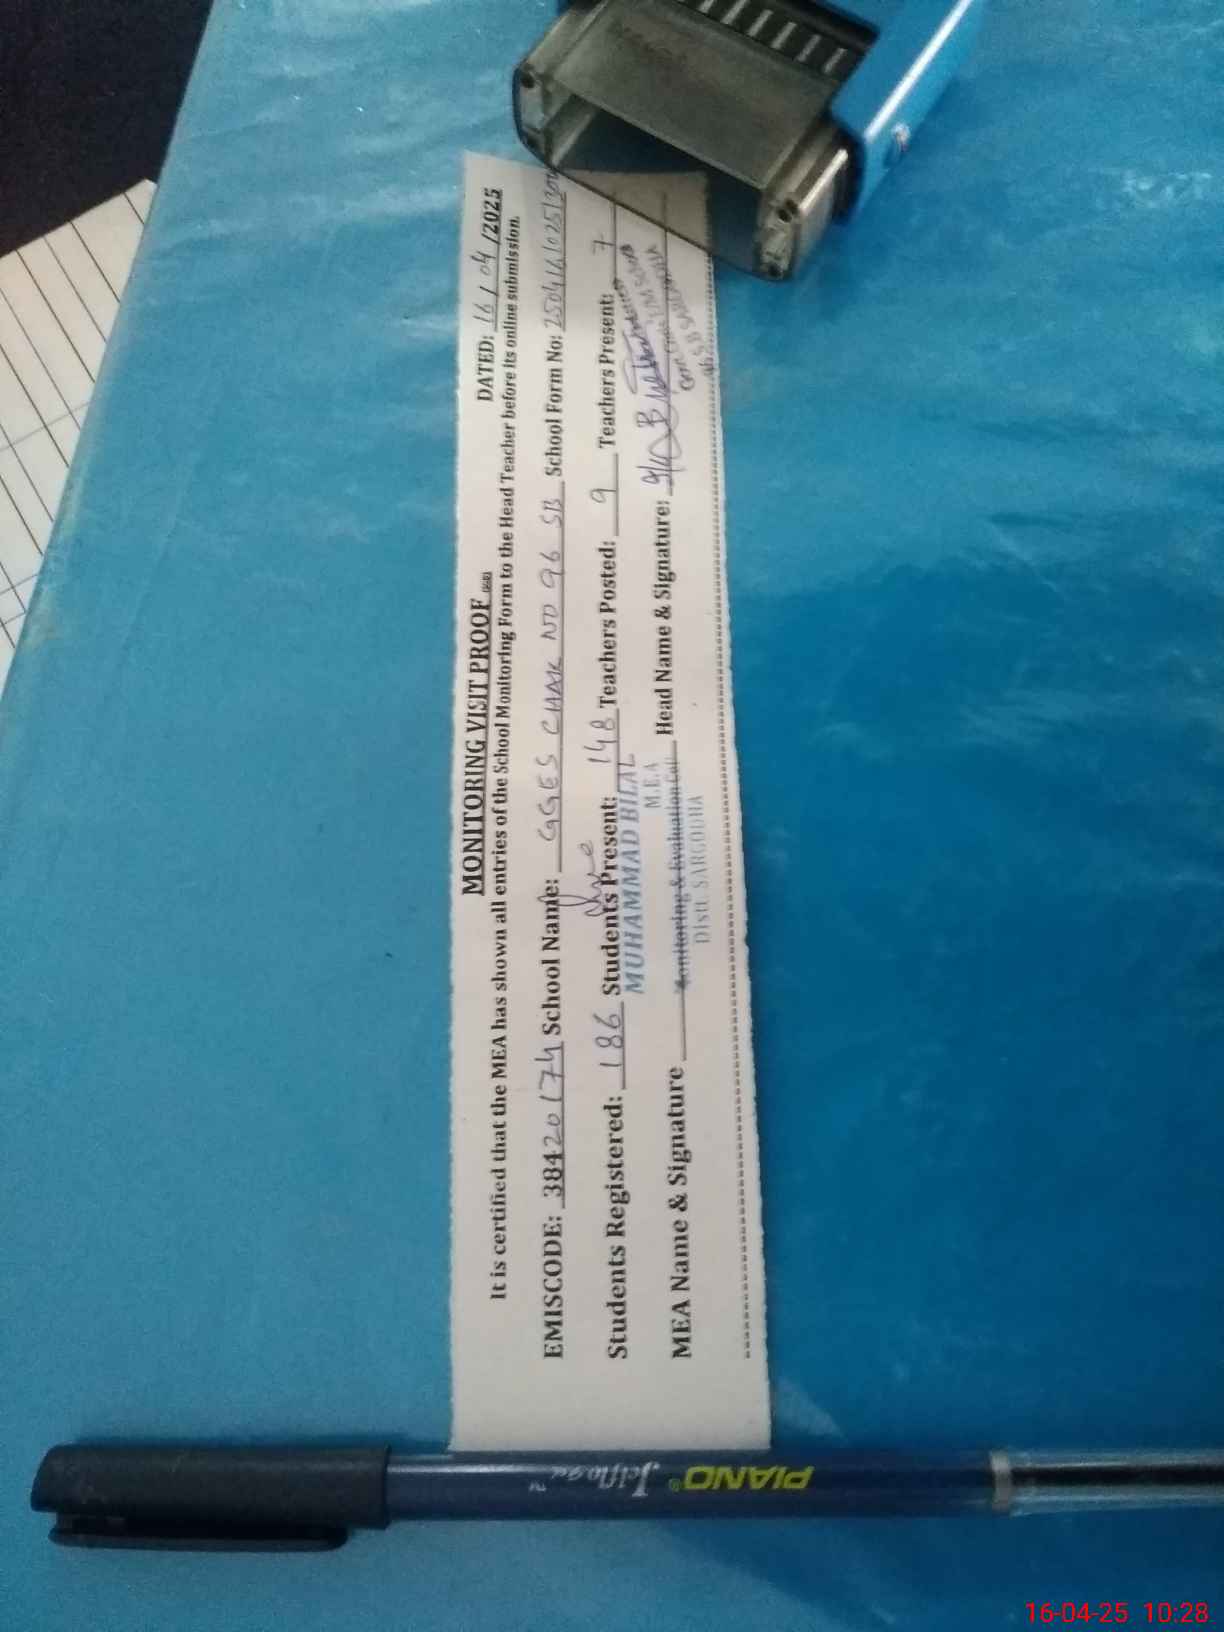 MONITORING VISIT PROOF
DATED: 16/04/2025
It is certified that the MEA has shown all entries of the School Monitoring Form to the Head Teacher before its online submission.
EMISCODE: 38420174 School Name: GGES CHAK NO 96 SB School Form No:
Students Registered: 186 Students Present: 148 Teachers Posted: 9 Teachers Present: 7
MUHAMMAD BILAL
M.E.A
Monitoring & Evaluation Cell
Distt. SARGODHA
MEA Name & Signature Head Name & Signature:
PIANO®
16-04-25 10:28